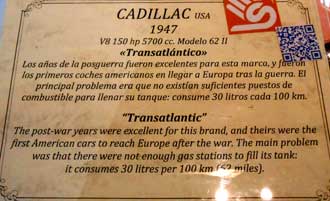 CADILLAC USA
1947
V8 150 hp 5700 cc. Modelo 62 II
«Transatlántico»
Los años de la posguerra fueron excelentes para esta marca, y fueron
los primeros coches americanos en llegar a Europa tras la guerra. El
principal problema era que no existían suficientes puestos de
combustible para llenar su tanque: consume 30 litros cada 100 km.
“Transatlantic”
The post-war years were excellent for this brand, and theirs were the
first American cars to reach Europe after the war. The main problem
was that there were not enough gas stations to fill its tank:
it consumes 30 litres per 100 km (62 miles).